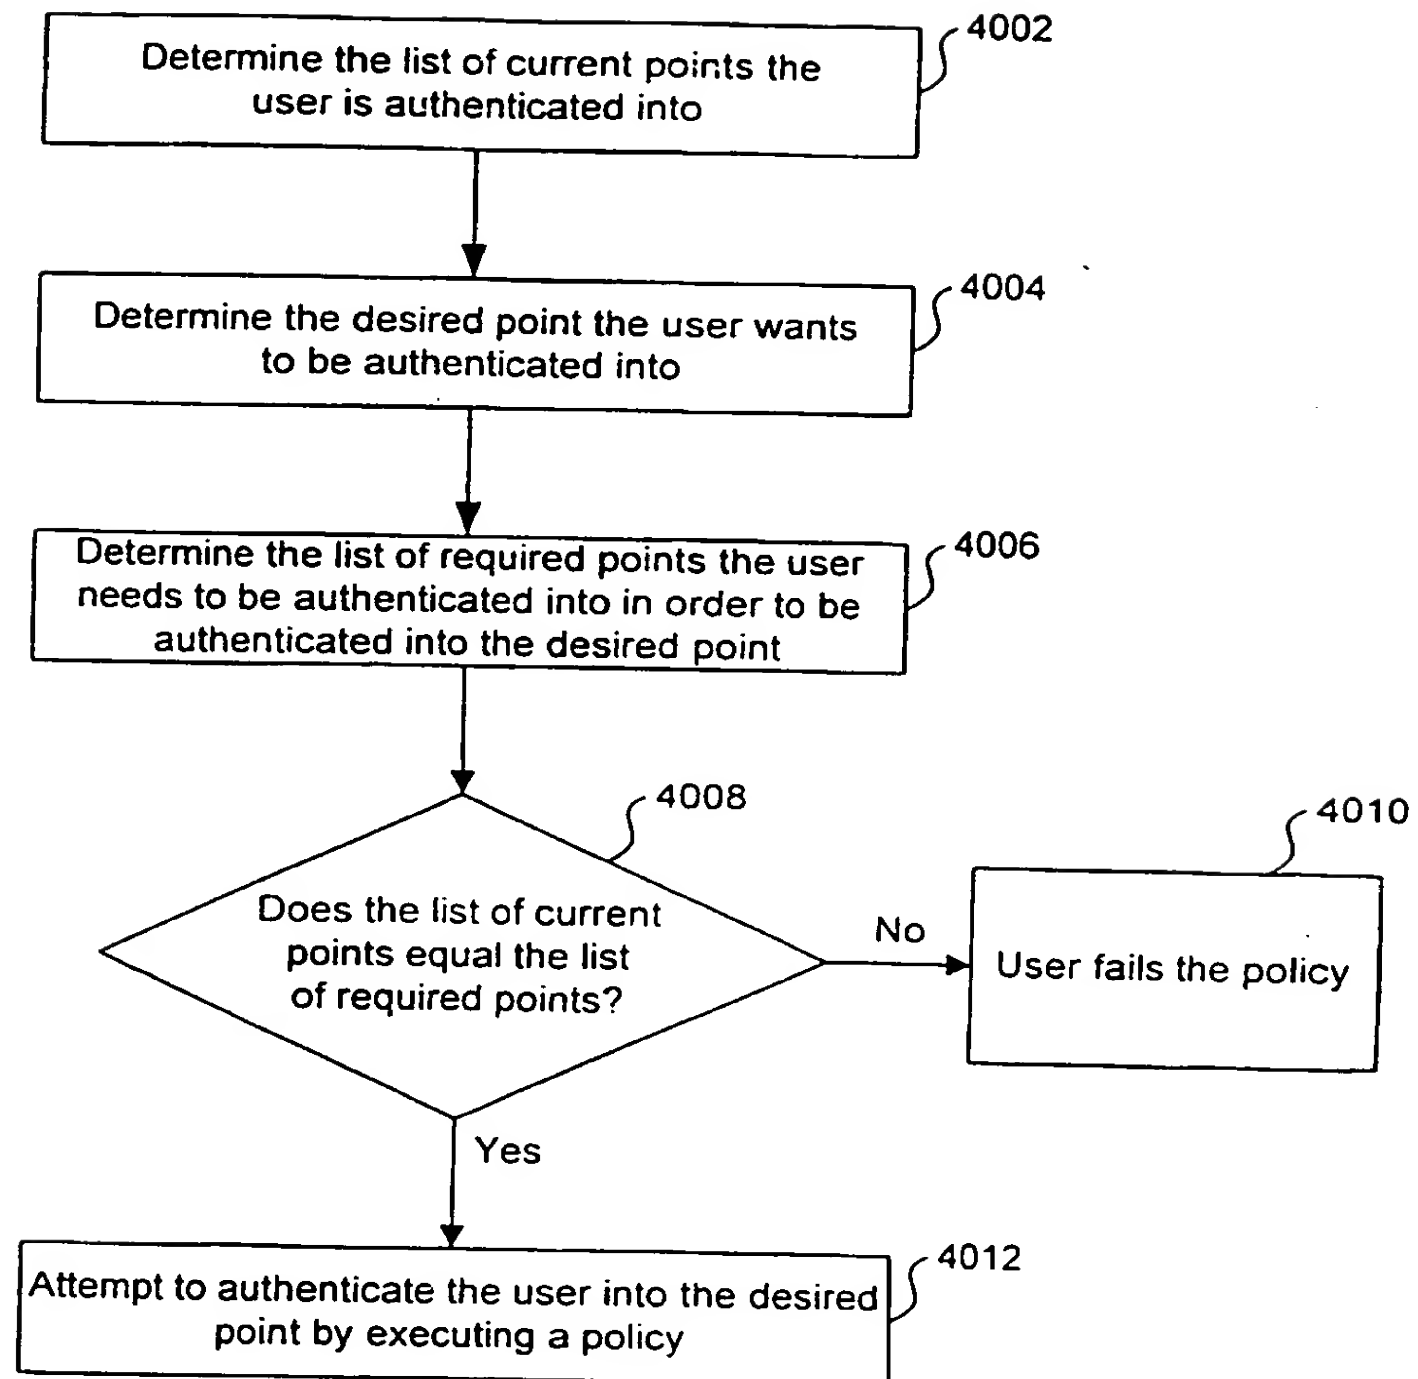 4002
Determine the list of current points the
user is authenticated into
4004
Determine the desired point the user wants
to be authenticated into
4006
Determine the list of required points the user
needs to be authenticated into in order to be
authenticated into the desired point
4008
Does the list of current
points equal the list
of required points?
No
4010
User fails the policy
Yes
4012
Attempt to authenticate the user into the desired
point by executing a policy